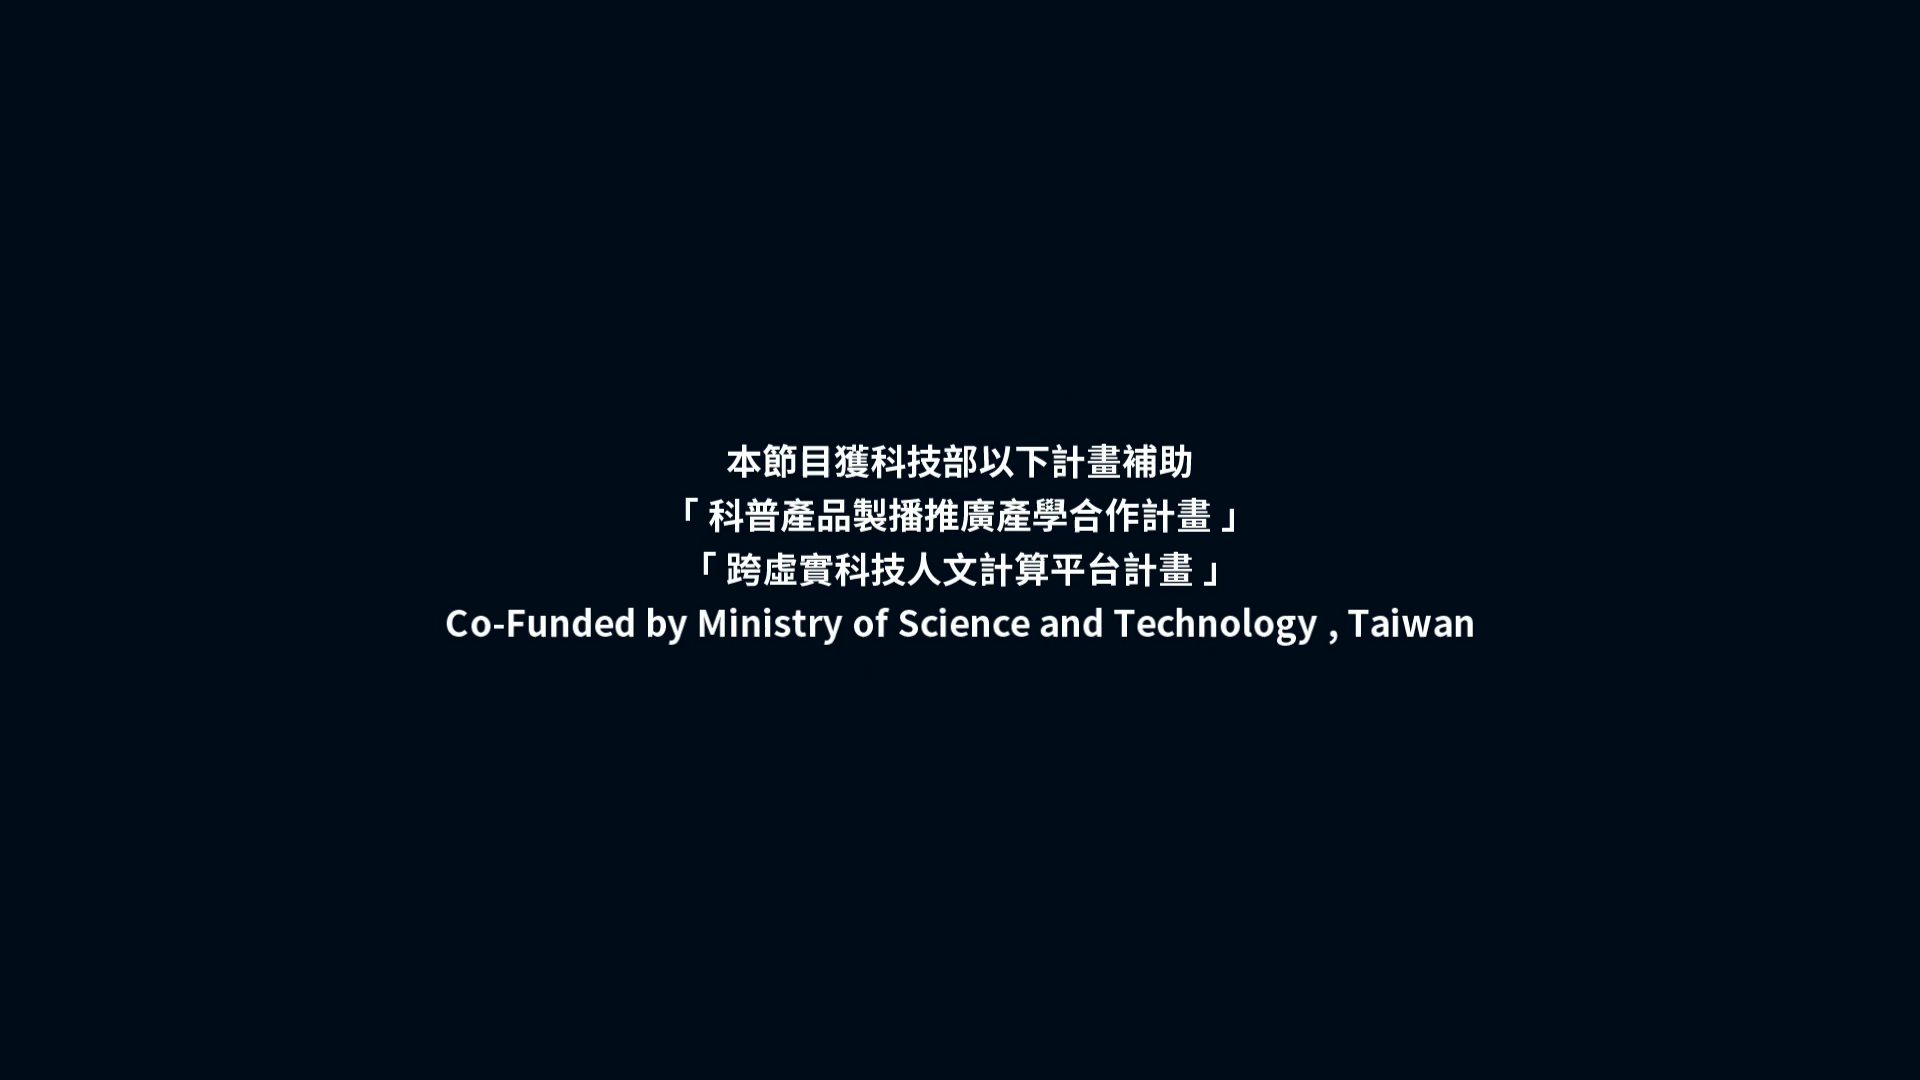 本節目獲科技部以下計畫補助
「 科普產品製播推廣產學合作計畫 」
「 跨虛實科技人文計算平台計畫 」
Co-Funded by Ministry of Science and Technology , Taiwan